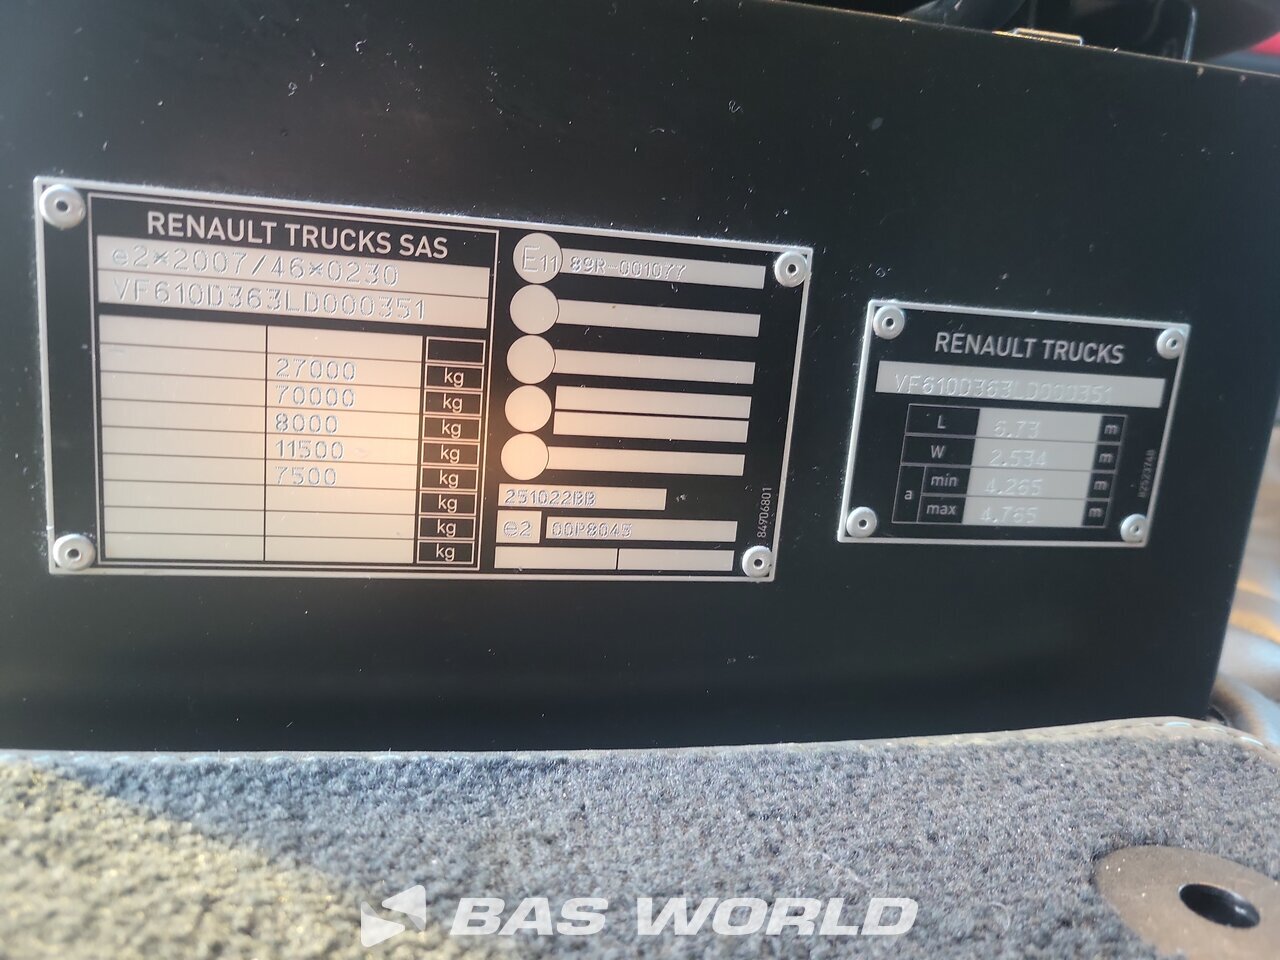 RENAULT TRUCKS SAS
e2*2007/46*0230
VF610D363LD000351
27000 kg
70000 kg
8000 kg
11500 kg
7500 kg
kg
kg
kg
E11 89R-001077
251022BB
e2 00P8045
84906801
RENAULT TRUCKS
VF610D363LD000351
L 6.73 m
W 2.534 m
a min 4.265 m
max 4.765 m
BAS WORLD